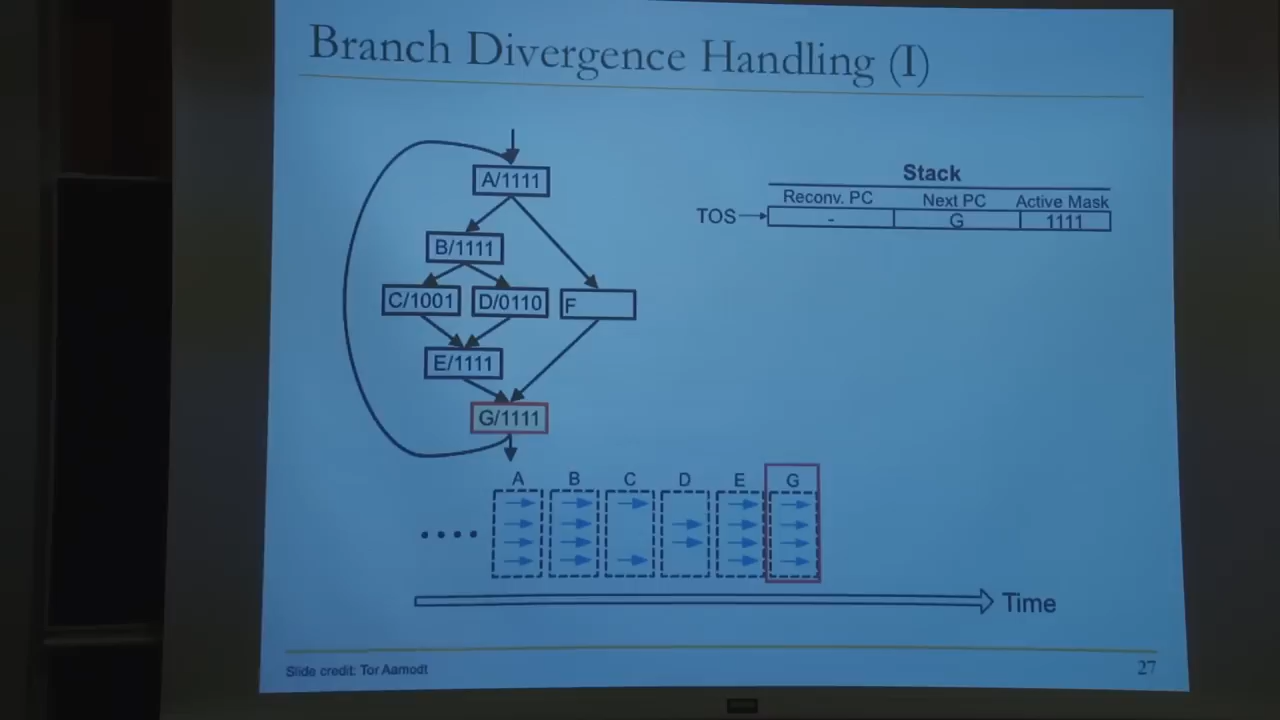 Branch Divergence Handling (I)
A/1111
B/1111
C/1001 D/0110 F
E/1111
G/1111
Stack
Reconv. PC Next PC Active Mask
TOS - G 1111
A B C D E G
Time
Slide credit: Tor Aamodt
27